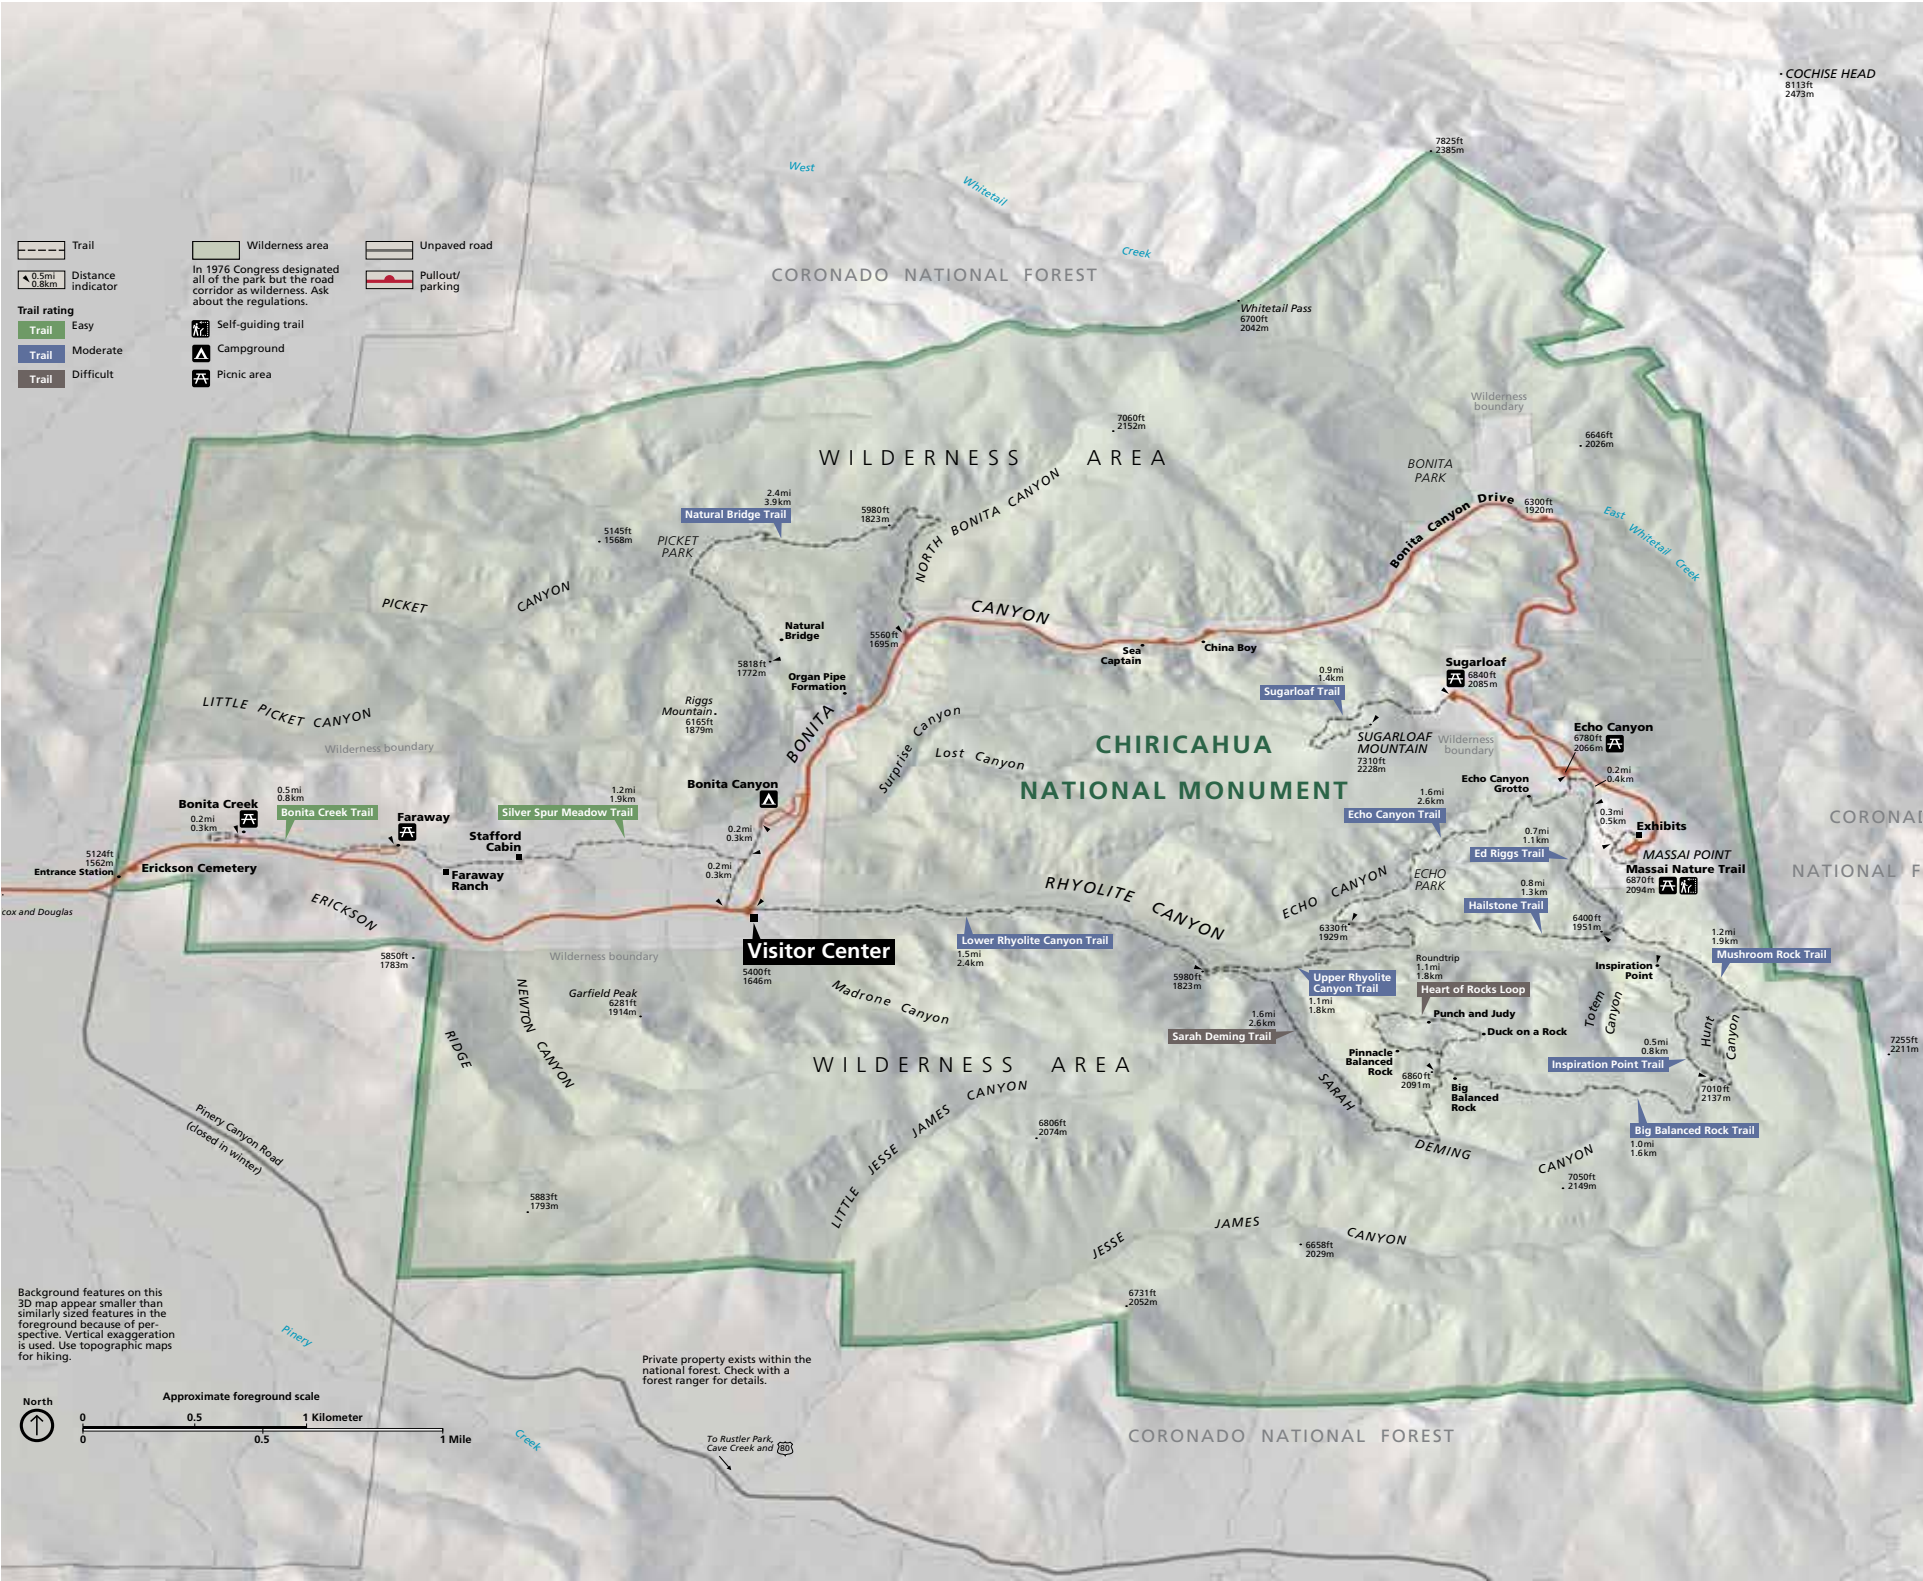 COCHISE HEAD
8113ft
2473m
7825ft
2385m
West
Whitetail
Creek
CORONADO NATIONAL FOREST
Whitetail Pass
6700ft
2042m
Trail
0.5mi
0.8km
Distance
indicator
Trail rating
Trail
Easy
Trail
Moderate
Trail
Difficult
Wilderness area
In 1976 Congress designated
all of the park but the road
corridor as wilderness. Ask
about the regulations.
Self-guiding trail
Campground
Picnic area
Unpaved road
Pullout/
parking
Wilderness
boundary
7060ft
2152m
6646ft
2026m
WILDERNESS AREA
BONITA
PARK
2.4mi
3.9km
Natural Bridge Trail
5980ft
1823m
NORTH BONITA CANYON
Bonita Canyon Drive
6300ft
1920m
East Whitetail Creek
5145ft
1568m
PICKET
PARK
PICKET CANYON
Natural
Bridge
5560ft
1695m
BONITA CANYON
Sea
Captain
China Boy
5818ft
1772m
Organ Pipe
Formation
0.9mi
1.4km
Sugarloaf Trail
Sugarloaf
6840ft
2085m
LITTLE PICKET CANYON
Riggs
Mountain
6165ft
1879m
Surprise Canyon
Lost Canyon
CHIRICAHUA
NATIONAL MONUMENT
SUGARLOAF
MOUNTAIN
7310ft
2228m
Wilderness
boundary
Echo Canyon
6780ft
2066m
Wilderness boundary
Echo Canyon
Grotto
0.2mi
0.4km
Bonita Canyon
0.5mi
0.8km
Bonita Creek Trail
1.2mi
1.9km
Silver Spur Meadow Trail
Bonita Creek
0.2mi
0.3km
Faraway
Stafford
Cabin
0.2mi
0.3km
1.6mi
2.6km
Echo Canyon Trail
0.3mi
0.5km
0.7mi
1.1km
Ed Riggs Trail
Exhibits
MASSAI POINT
Massai Nature Trail
6870ft
2094m
CORONAD
NATIONAL F
5124ft
1562m
Entrance Station
Erickson Cemetery
Faraway
Ranch
0.2mi
0.3km
cox and Douglas
ERICKSON
RIDGE
RHYOLITE CANYON
ECHO CANYON
ECHO
PARK
0.8mi
1.3km
Hailstone Trail
6330ft
1929m
6400ft
1951m
Visitor Center
5400ft
1646m
Lower Rhyolite Canyon Trail
1.5mi
2.4km
1.2mi
1.9km
Mushroom Rock Trail
5850ft
1783m
Wilderness boundary
5980ft
1823m
Upper Rhyolite
Canyon Trail
1.1mi
1.8km
Roundtrip
1.1mi
1.8km
Heart of Rocks Loop
Inspiration
Point
NEWTON CANYON
Garfield Peak
6281ft
1914m
Madrone Canyon
Punch and Judy
Duck on a Rock
Totem
Canyon
Hunt
Canyon
1.6mi
2.6km
Sarah Deming Trail
Pinnacle
Balanced
Rock
0.5mi
0.8km
Inspiration Point Trail
7255ft
2211m
WILDERNESS AREA
6860ft
2091m
Big
Balanced
Rock
7010ft
2137m
SARAH DEMING CANYON
Big Balanced Rock Trail
1.0mi
1.6km
Pinery Canyon Road
(closed in winter)
LITTLE JESSE JAMES CANYON
6806ft
2074m
7050ft
2149m
5883ft
1793m
JESSE JAMES CANYON
6658ft
2029m
6731ft
2052m
Background features on this
3D map appear smaller than
similarly sized features in the
foreground because of per-
spective. Vertical exaggeration
is used. Use topographic maps
for hiking.
Pinery
Creek
Private property exists within the
national forest. Check with a
forest ranger for details.
North
Approximate foreground scale
0 0.5 1 Kilometer
0 0.5 1 Mile
To Rustler Park,
Cave Creek and 80
CORONADO NATIONAL FOREST